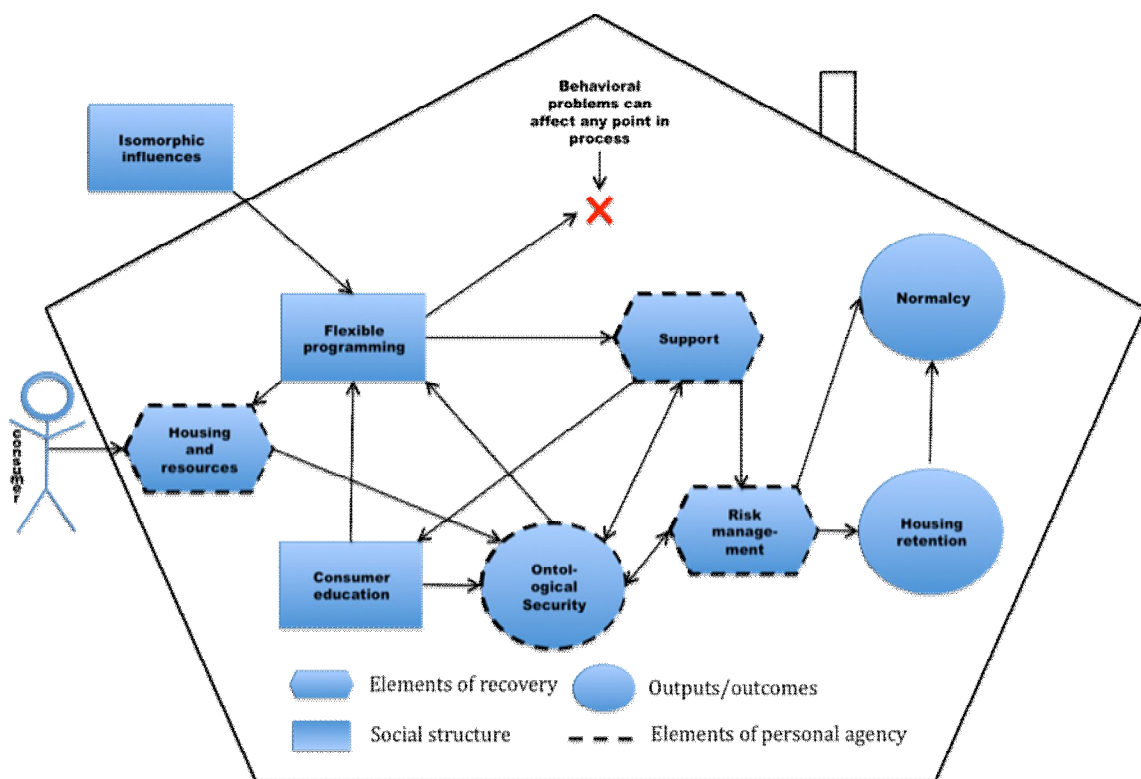 Behavioral
problems can
affect any point in
process
Isomorphic
influences
Normalcy
Flexible
programming
Support
consumer
Housing
and
resources
Risk
manage-
ment
Housing
retention
Consumer
education
Ontol-
ogical
Security
Elements of recovery
Outputs/outcomes
Social structure
Elements of personal agency